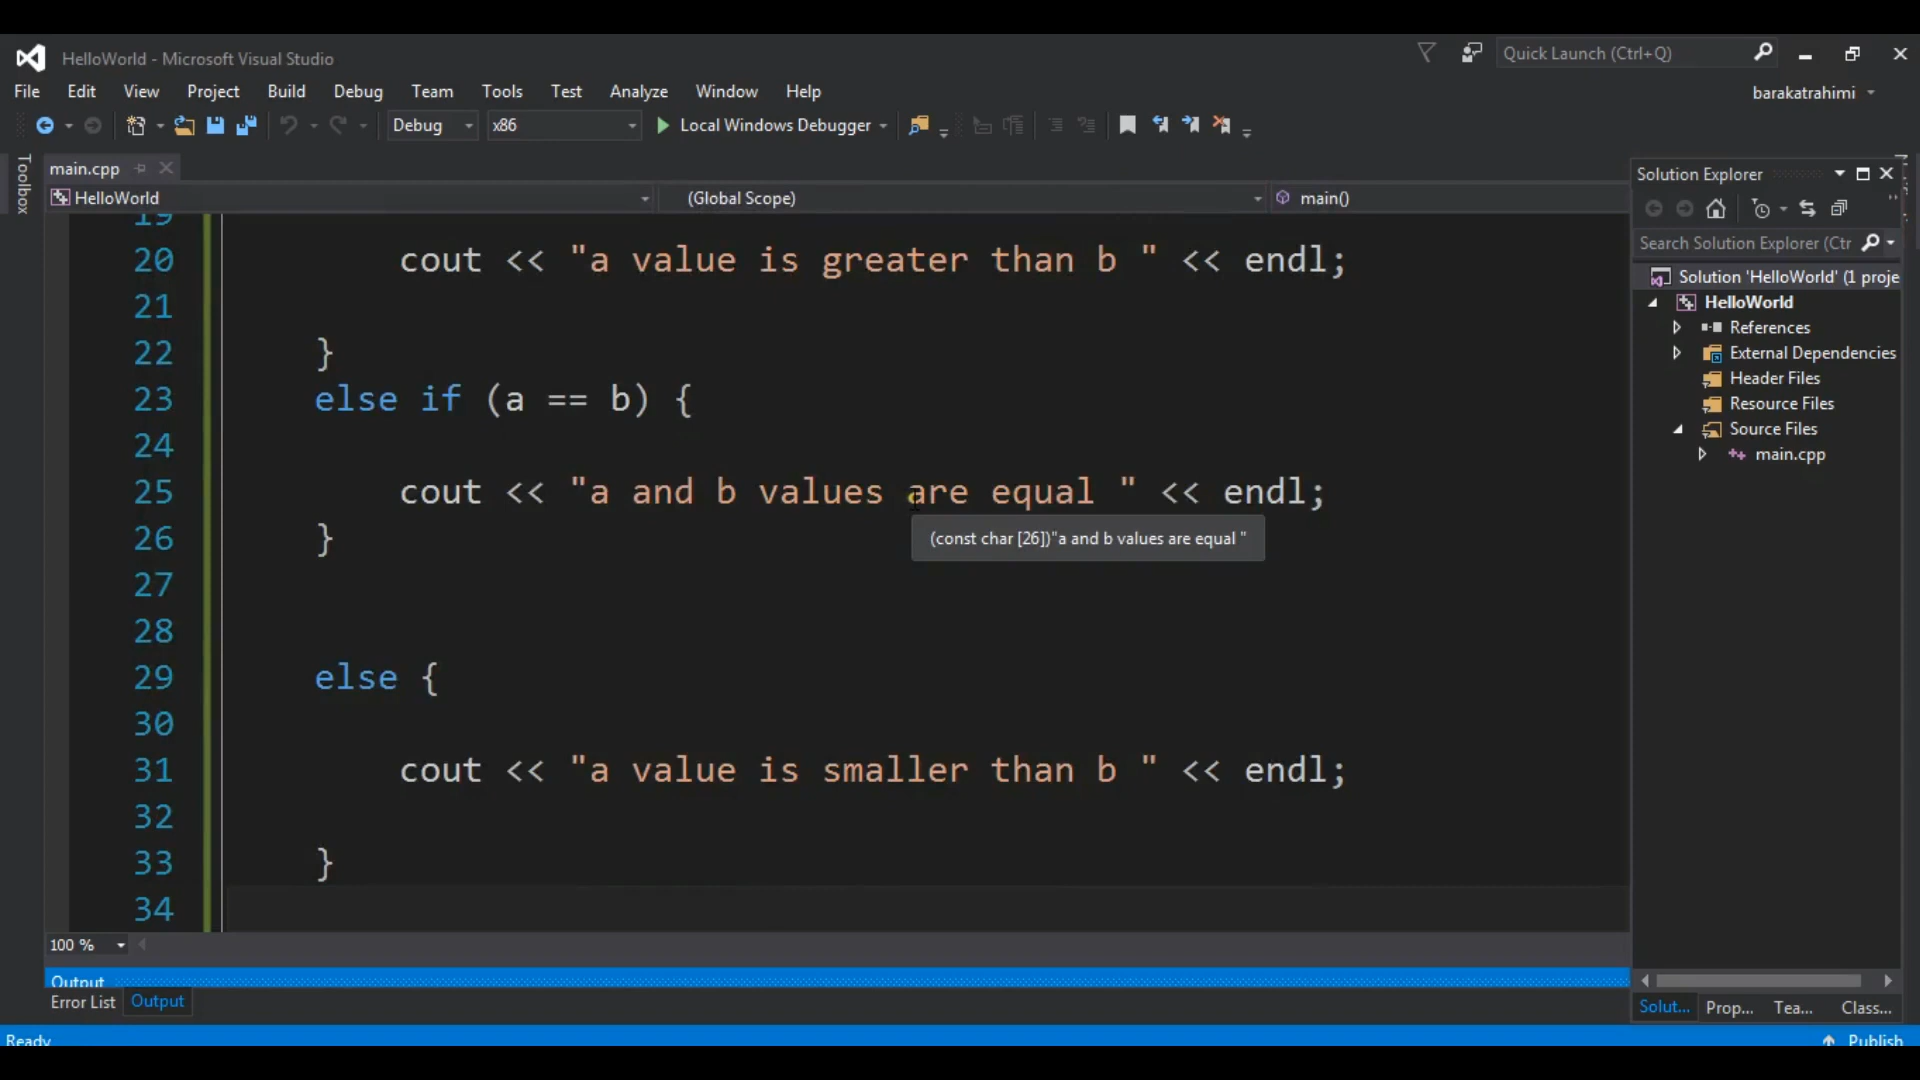 HelloWorld - Microsoft Visual Studio
Quick Launch (Ctrl+Q)
File Edit View Project Build Debug Team Tools Test Analyze Window Help
barakatrahimi
Debug x86 Local Windows Debugger
Toolbox
main.cpp
HelloWorld (Global Scope) main()
19
20 cout << "a value is greater than b " << endl;
21
22 }
23 else if (a == b) {
24
25 cout << "a and b values are equal " << endl;
(const char [26])"a and b values are equal "
26 }
27
28
29 else {
30
31 cout << "a value is smaller than b " << endl;
32
33 }
34
100 %
Output
Error List Output
Ready
Solution Explorer
Search Solution Explorer (Ctr
Solution 'HelloWorld' (1 proje
HelloWorld
References
External Dependencies
Header Files
Resource Files
Source Files
main.cpp
Solut... Prop... Tea... Class...
Publish